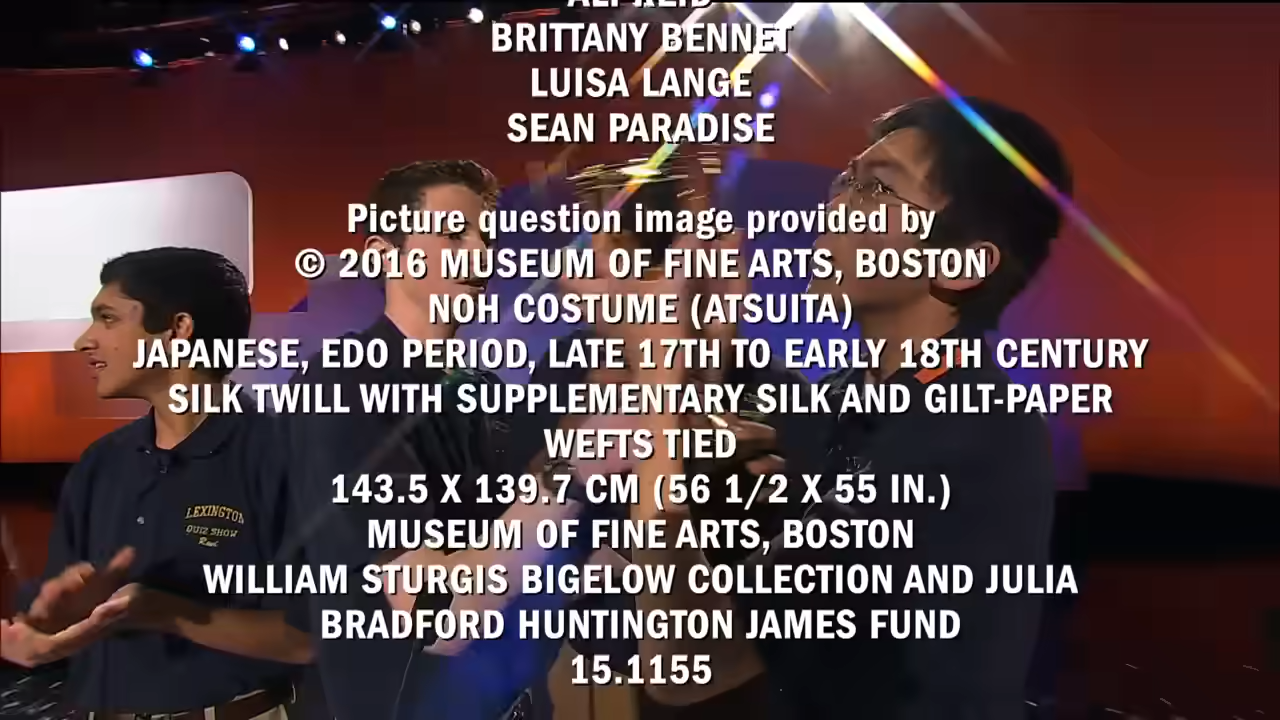 BRITTANY BENNET
LUISA LANGE
SEAN PARADISE
Picture question image provided by
© 2016 MUSEUM OF FINE ARTS, BOSTON
NOH COSTUME (ATSUITA)
JAPANESE, EDO PERIOD, LATE 17TH TO EARLY 18TH CENTURY
SILK TWILL WITH SUPPLEMENTARY SILK AND GILT-PAPER
WEFTS TIED
143.5 X 139.7 CM (56 1/2 X 55 IN.)
MUSEUM OF FINE ARTS, BOSTON
WILLIAM STURGIS BIGELOW COLLECTION AND JULIA
BRADFORD HUNTINGTON JAMES FUND
15.1155
LEXINGTON
QUIZ SHOW